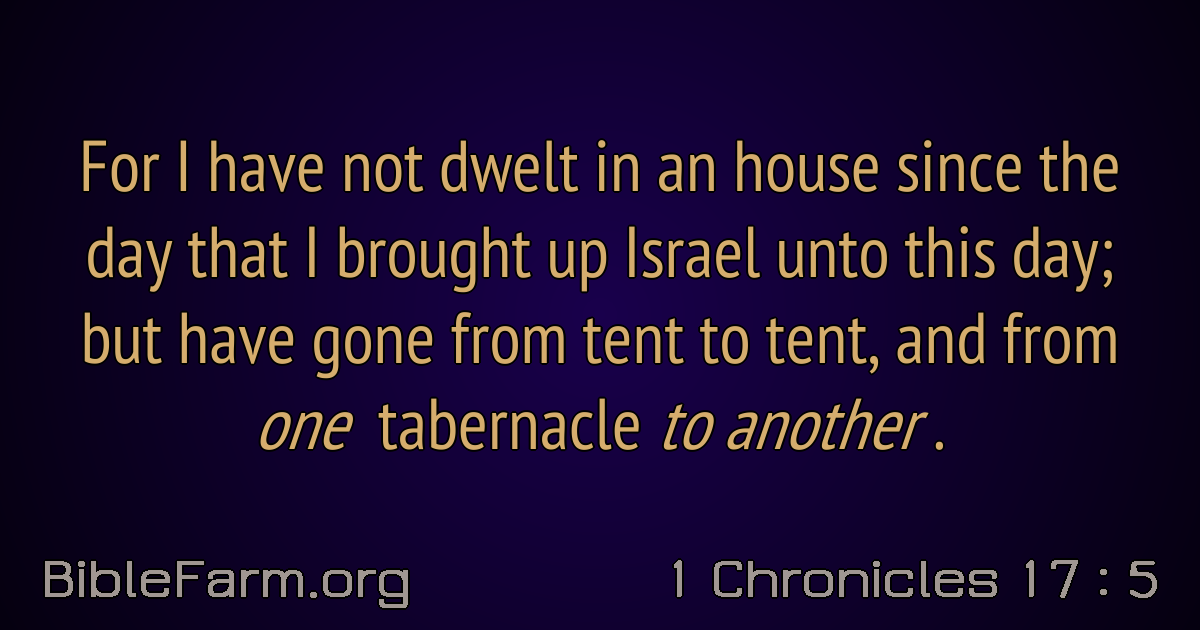 For I have not dwelt in an house since the
day that I brought up Israel unto this day;
but have gone from tent to tent, and from
one tabernacle to another .
BibleFarm.org
1 Chronicles 17 : 5